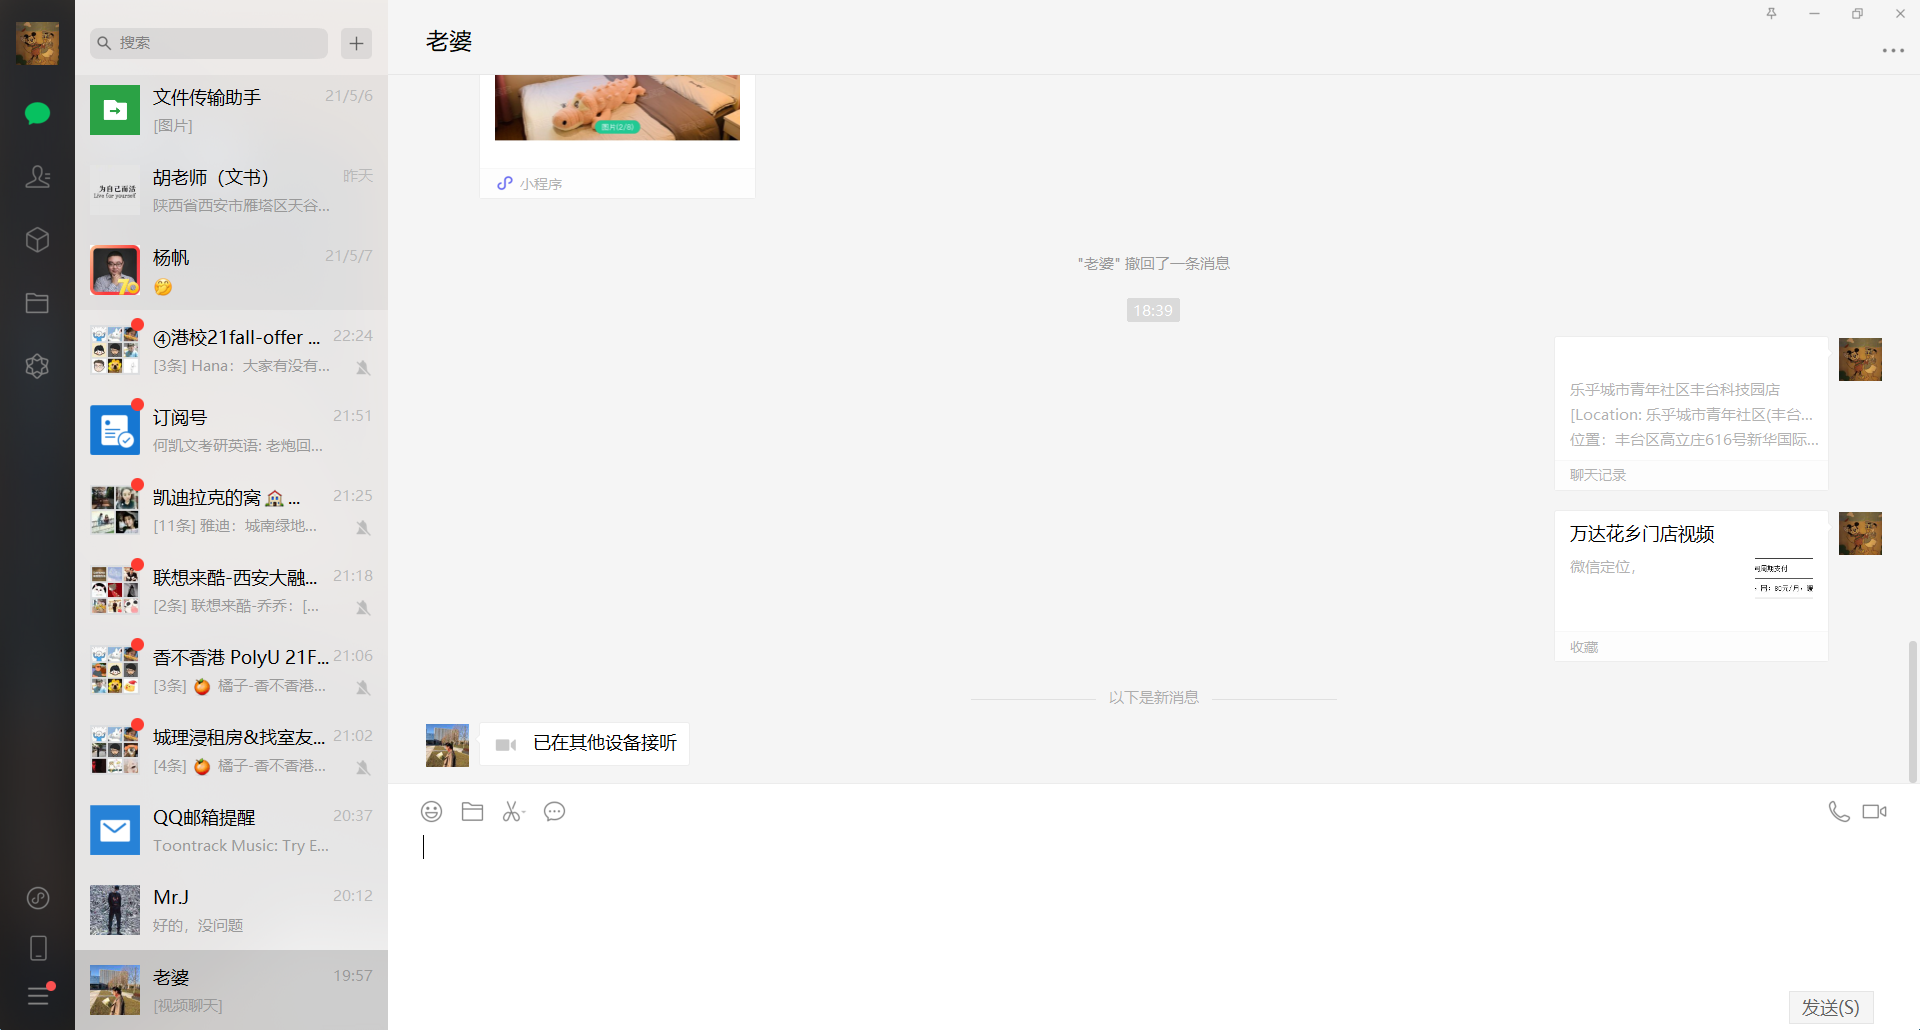 搜索
文件传输助手
21/5/6
[图片]
为自己而活
Live for yourself
胡老师（文书）
昨天
陕西省西安市雁塔区天谷...
杨帆
21/5/7
④港校21fall-offer ...
22:24
[3条] Hana：大家有没有...
订阅号
21:51
何凯文考研英语: 老炮回...
凯迪拉克的窝 ...
21:25
[11条] 雅迪：城南绿地...
联想来酷-西安大融...
21:18
[2条] 联想来酷-乔乔：[...
香不香港 PolyU 21F...
21:06
[3条] 橘子-香不香港...
城理浸租房&找室友...
21:02
[4条] 橘子-香不香港...
QQ邮箱提醒
20:37
Toontrack Music: Try E...
Mr.J
20:12
好的，没问题
老婆
19:57
[视频聊天]
老婆
图片(2/8)
小程序
"老婆" 撤回了一条消息
18:39
乐乎城市青年社区丰台科技园店
[Location: 乐乎城市青年社区(丰台...
位置：丰台区高立庄616号新华国际...
聊天记录
万达花乡门店视频
微信定位，
收藏
以下是新消息
已在其他设备接听
发送(S)